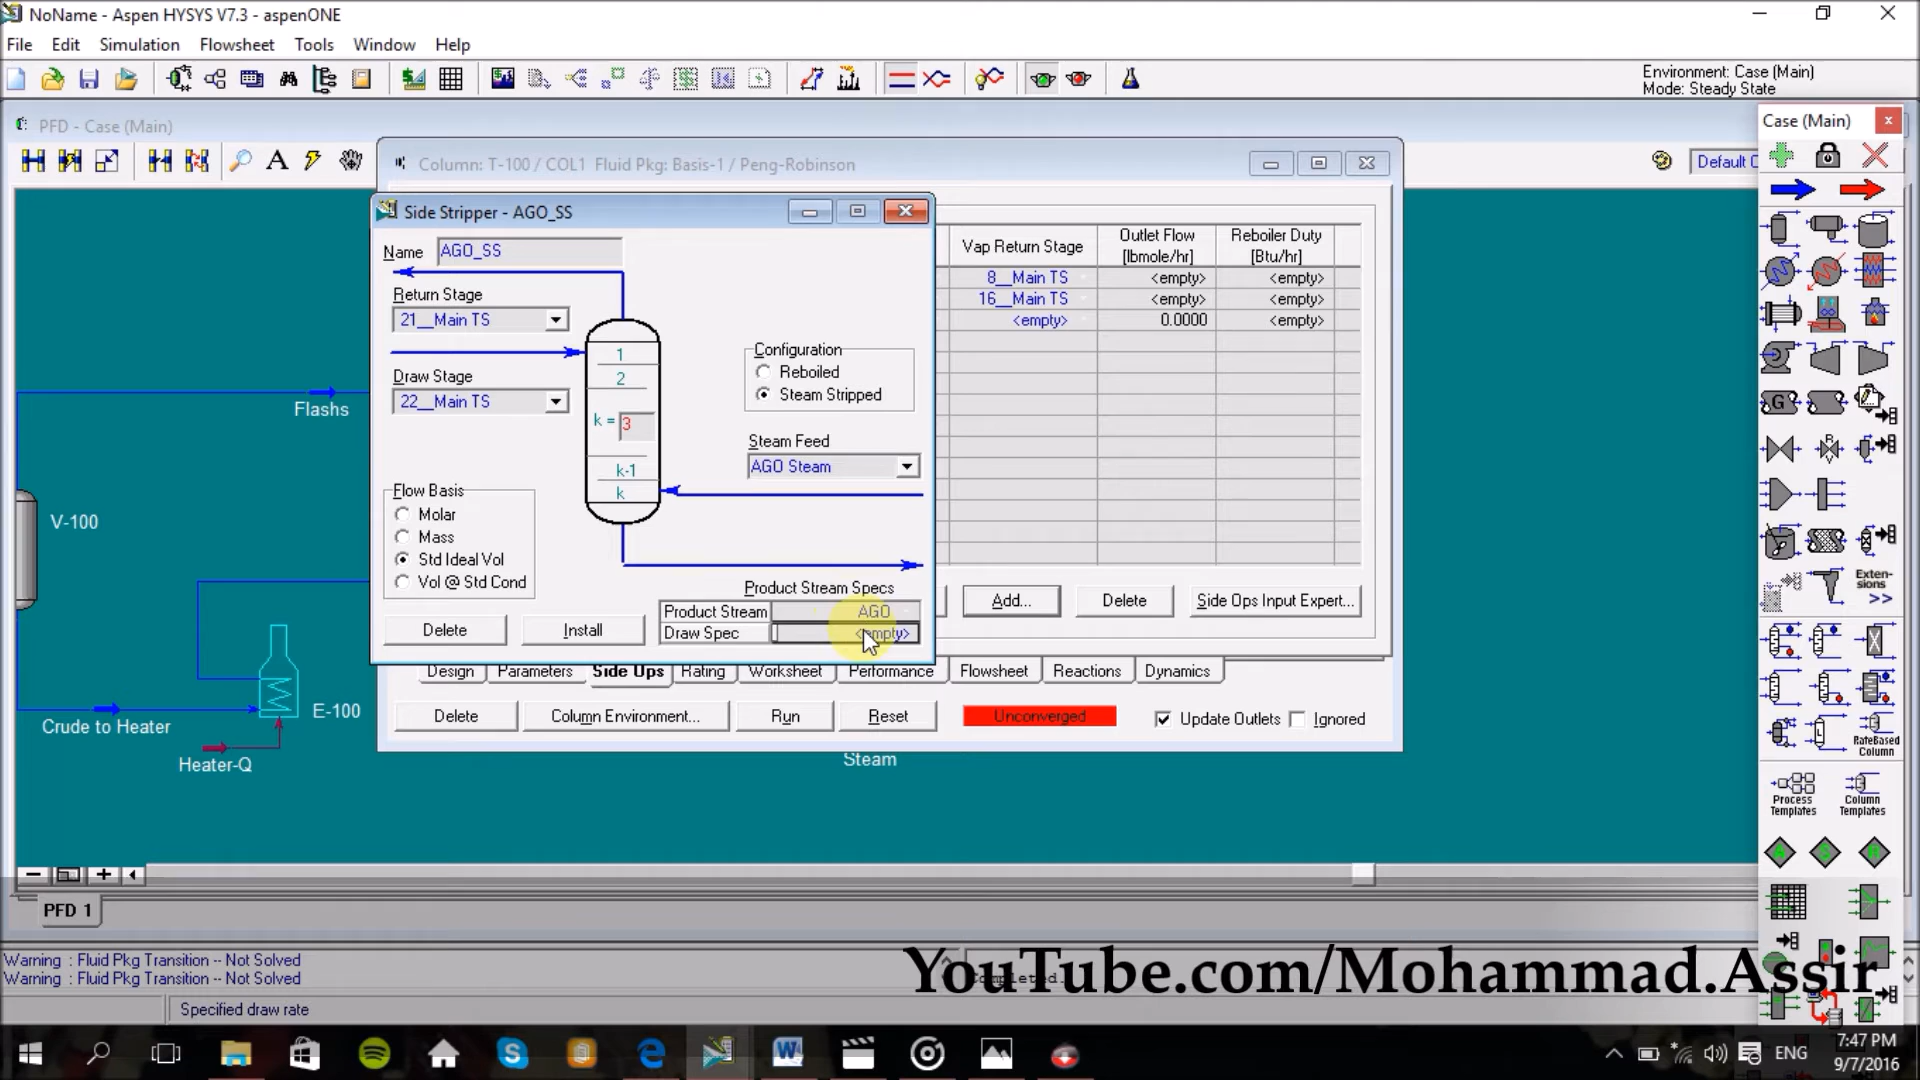 NoName - Aspen HYSYS V7.3 - aspenONE
File Edit Simulation Flowsheet Tools Window Help
Environment: Case (Main)
Mode: Steady State
PFD - Case (Main)
Case (Main)
Column: T-100 / COL1 Fluid Pkg: Basis-1 / Peng-Robinson
Default C
A
Side Stripper - AGO_SS
Name AGO_SS
Return Stage
21__Main TS
Draw Stage
22__Main TS
1
2
k = 3
k-1
k
Configuration
Reboiled
Steam Stripped
Steam Feed
AGO Steam
Flow Basis
Molar
Mass
Std Ideal Vol
Vol @ Std Cond
Product Stream Specs
Product Stream AGO
Draw Spec <empty>
Delete Install
Vap Return Stage Outlet Flow [lbmole/hr] Reboiler Duty [Btu/hr]
8__Main TS <empty> <empty>
16__Main TS <empty> <empty>
<empty> 0.0000 <empty>
Add... Delete Side Ops Input Expert...
Design Parameters Side Ops Rating Worksheet Performance Flowsheet Reactions Dynamics
Delete Column Environment... Run Reset Unconverged Update Outlets Ignored
Flashs
V-100
Crude to Heater
E-100
Heater-Q
Steam
G
R
Exten-
sions
>>
RateBased
Column
Process
Templates
Column
Templates
PFD 1
Warning : Fluid Pkg Transition -- Not Solved
Warning : Fluid Pkg Transition -- Not Solved
Completed.
YouTube.com/Mohammad.Assir
Specified draw rate
ENG
7:47 PM
9/7/2016